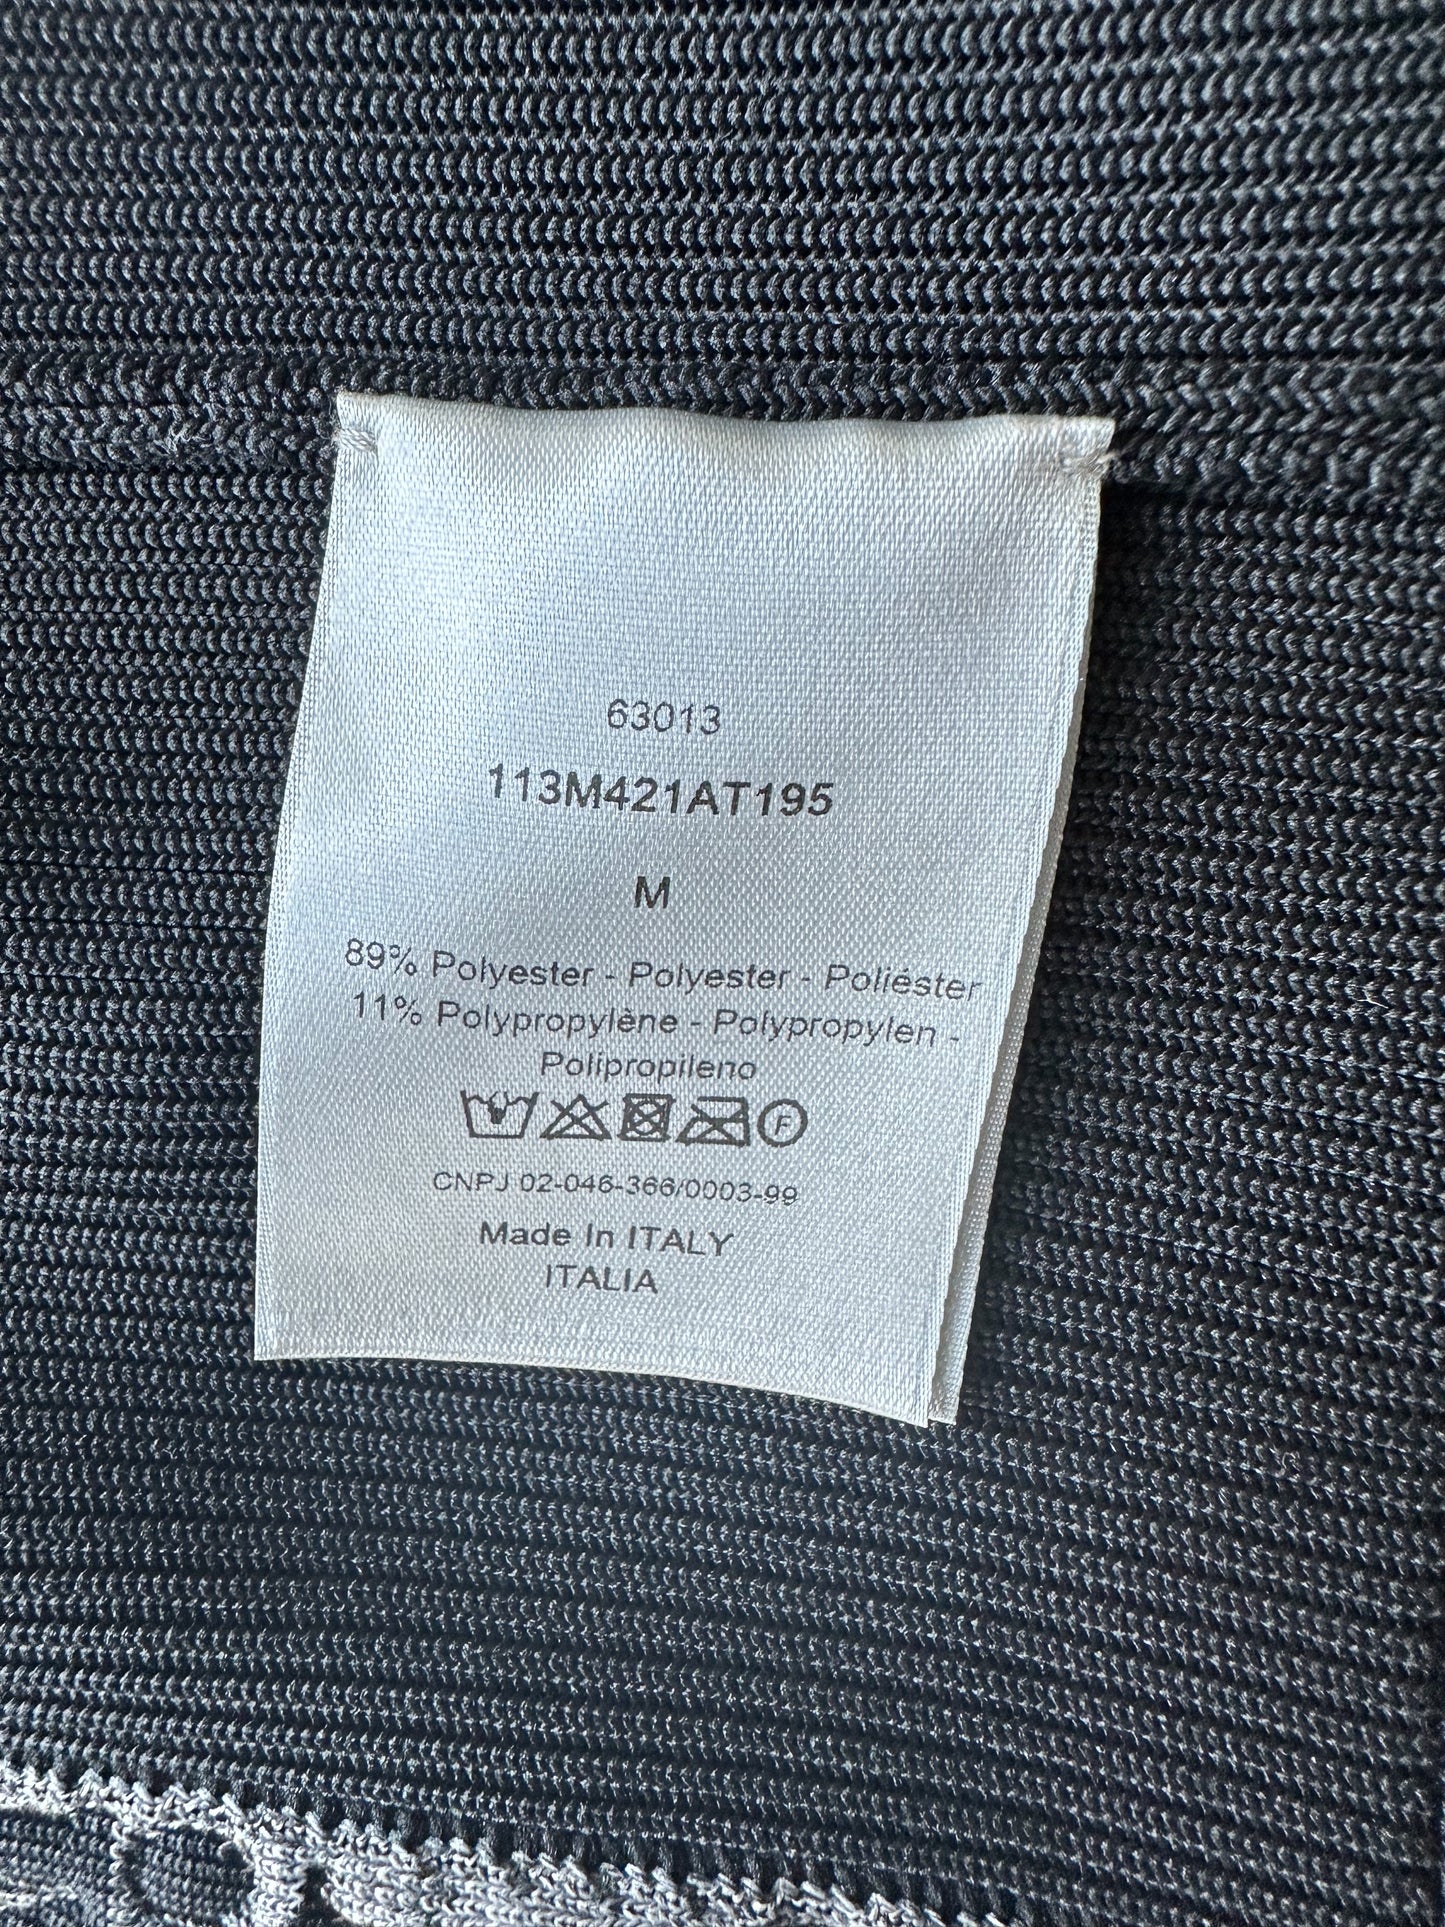 63013
113M421AT195
M
89% Polyester - Polyester - Poliéster
11% Polypropylène - Polypropylen -
Polipropileno
F
CNPJ 02-046-366/0003-99
Made In ITALY
ITALIA